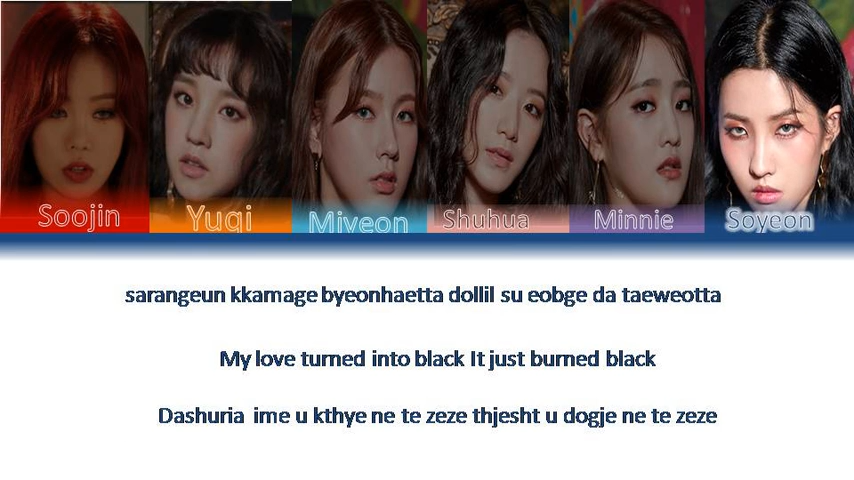 Soojin Yuqi Miyeon Shuhua Minnie Soyeon
sarangeun kkamage byeonhaetta dollil su eobge da taeweotta
My love turned into black It just burned black
Dashuria ime u kthye ne te zeze thjesht u dogje ne te zeze